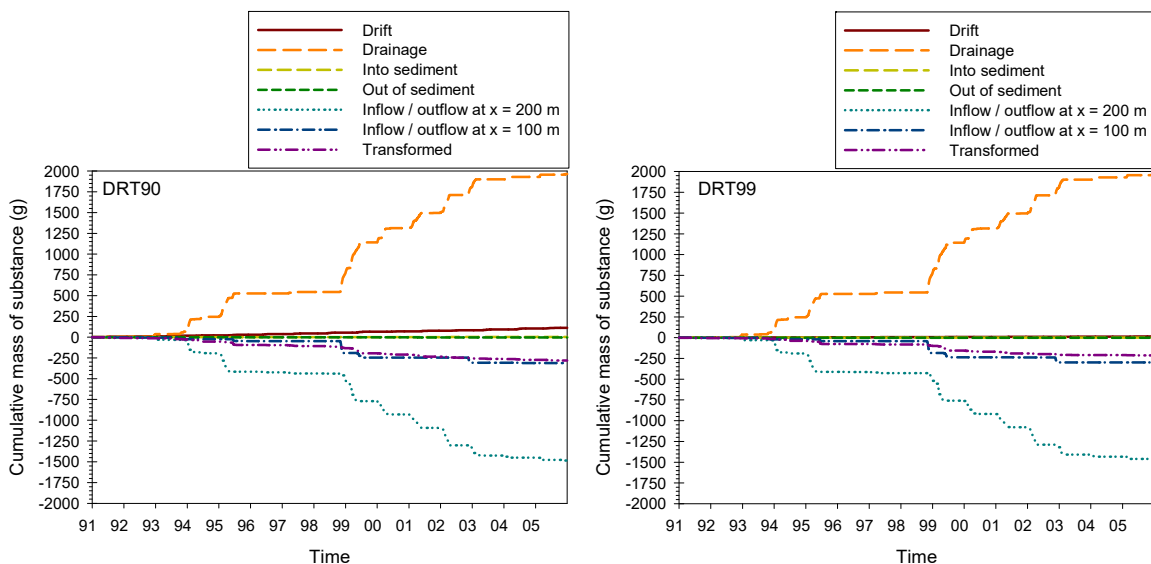 Drift
Drainage
Into sediment
Out of sediment
Inflow / outflow at x = 200 m
Inflow / outflow at x = 100 m
Transformed
DRT90
Cumulative mass of substance (g)
2000
1750
1500
1250
1000
750
500
250
0
-250
-500
-750
-1000
-1250
-1500
-1750
-2000
91 92 93 94 95 96 97 98 99 00 01 02 03 04 05
Time
Drift
Drainage
Into sediment
Out of sediment
Inflow / outflow at x = 200 m
Inflow / outflow at x = 100 m
Transformed
DRT99
Cumulative mass of substance (g)
2000
1750
1500
1250
1000
750
500
250
0
-250
-500
-750
-1000
-1250
-1500
-1750
-2000
91 92 93 94 95 96 97 98 99 00 01 02 03 04 05
Time